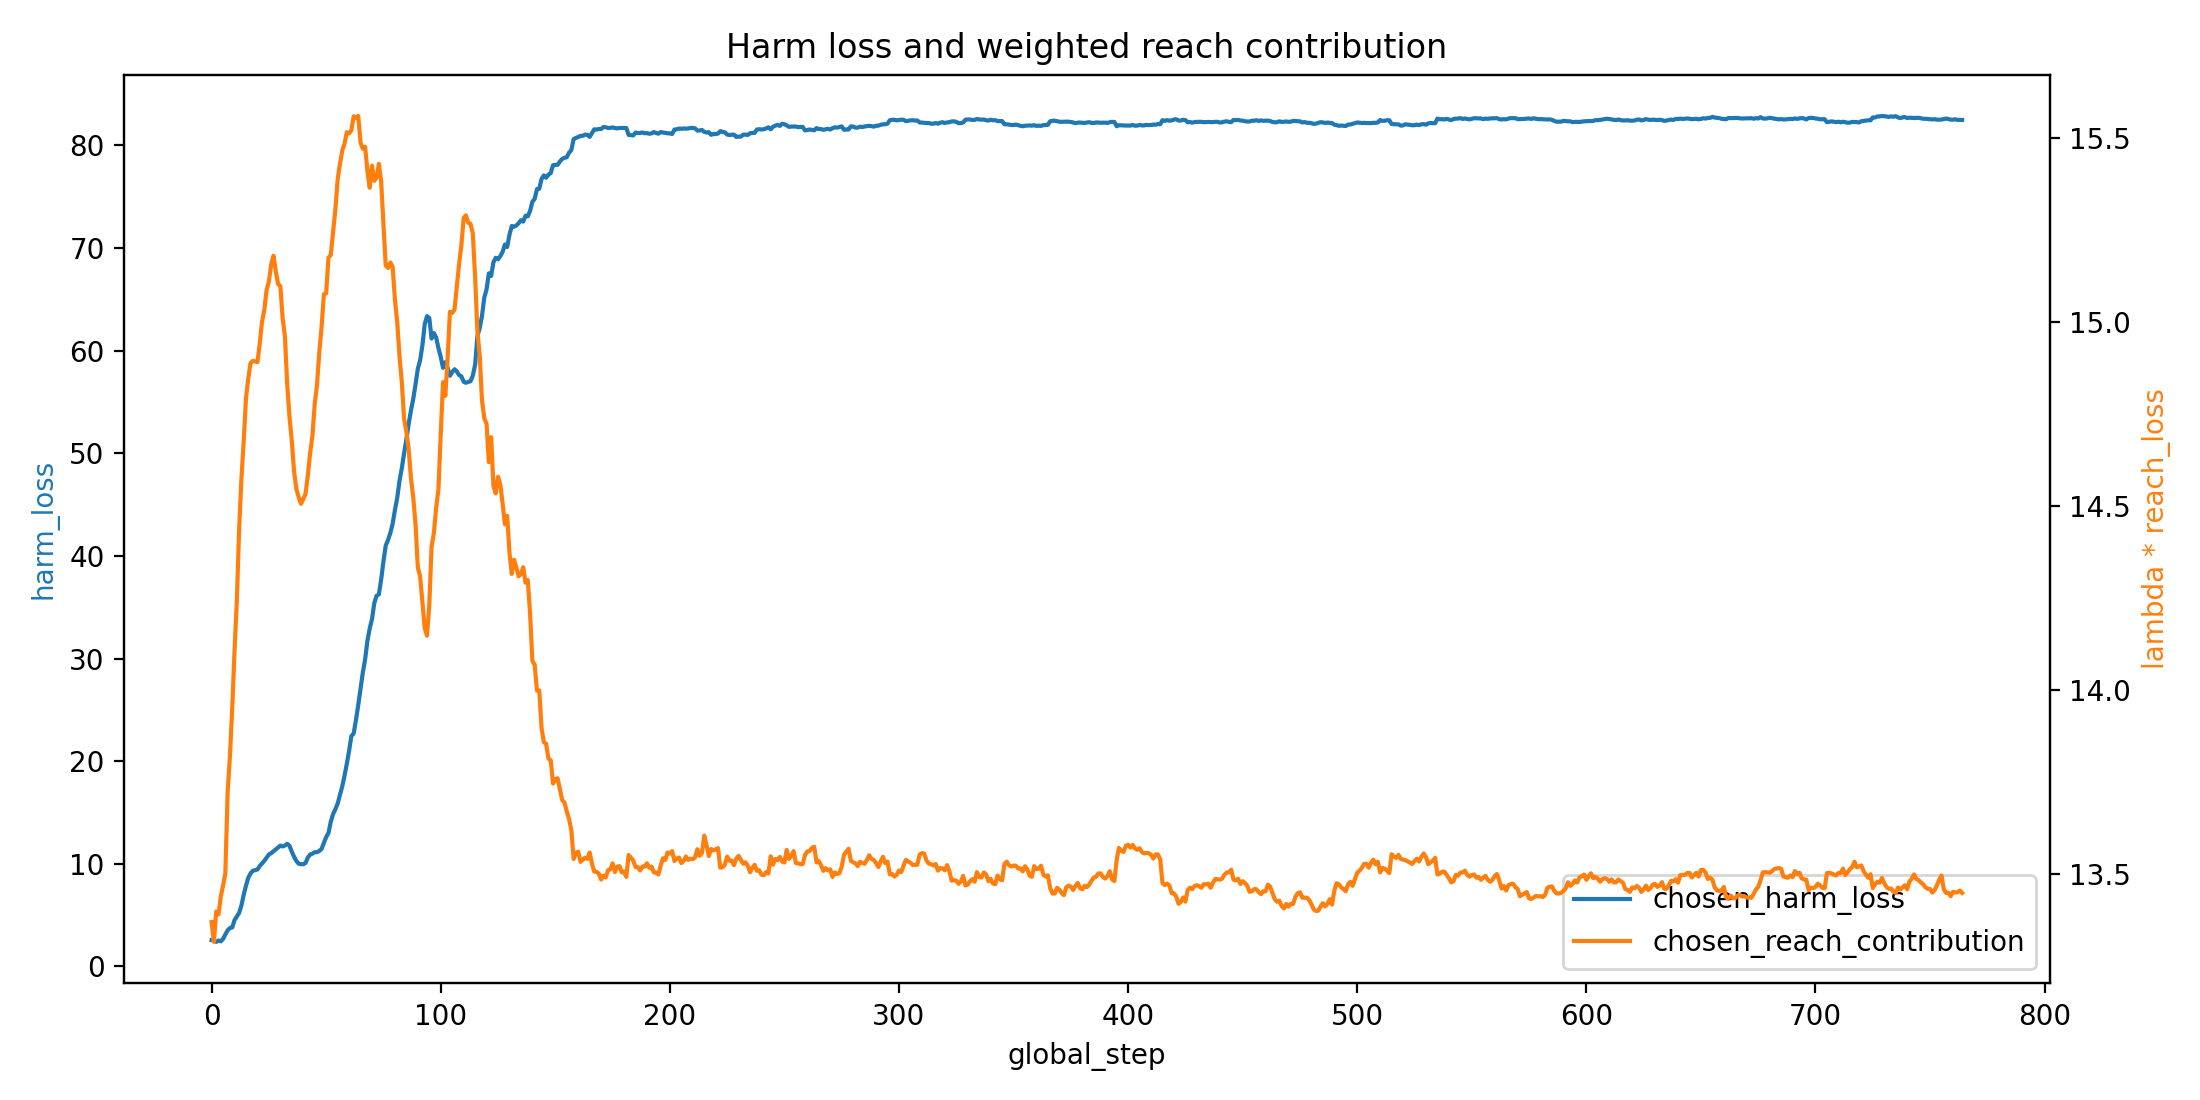 Harm loss and weighted reach contribution
harm_loss
80
70
60
50
40
30
20
10
0
15.5
15.0
14.5
14.0
13.5
lambda * reach_loss
chosen_harm_loss
chosen_reach_contribution
0 100 200 300 400 500 600 700 800
global_step